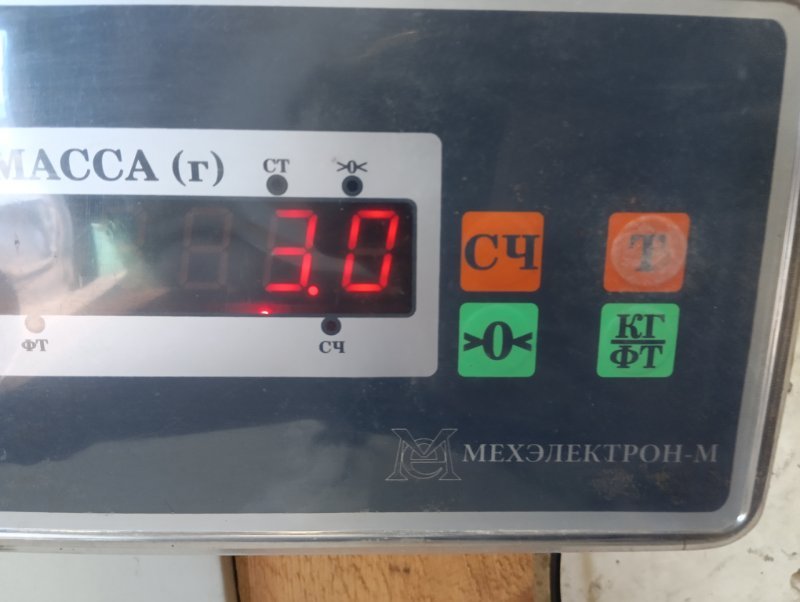 МАССА (г)
СТ >0<
3.0
ФТ СЧ
СЧ Т
>0< КГ
ФТ
МЕХЭЛЕКТРОН-М